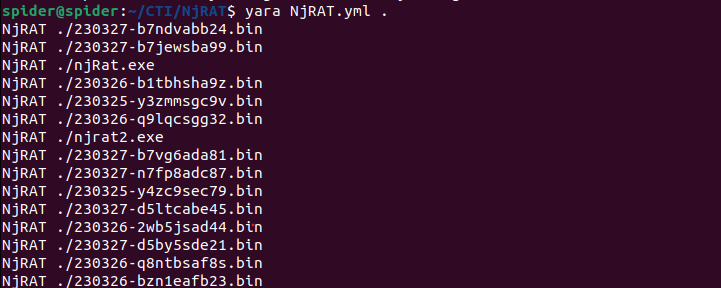 spider@spider:~/CTI/NjRAT$ yara NjRAT.yml .
NjRAT ./230327-b7ndvabb24.bin
NjRAT ./230327-b7jewsba99.bin
NjRAT ./njRat.exe
NjRAT ./230326-b1tbhsha9z.bin
NjRAT ./230325-y3zmmsgc9v.bin
NjRAT ./230326-q9lqcsgg32.bin
NjRAT ./njrat2.exe
NjRAT ./230327-b7vg6ada81.bin
NjRAT ./230327-n7fp8adc87.bin
NjRAT ./230325-y4zc9sec79.bin
NjRAT ./230327-d5ltcabe45.bin
NjRAT ./230326-2wb5jsad44.bin
NjRAT ./230327-d5by5sde21.bin
NjRAT ./230326-q8ntbsaf8s.bin
NjRAT ./230326-bzn1eafb23.bin